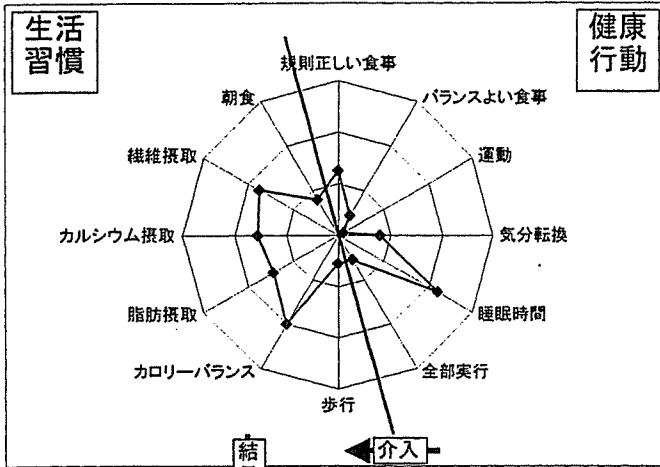 生活
習慣
健康
行動
規則正しい食事
朝食
バランスよい食事
繊維摂取
運動
カルシウム摂取
気分転換
脂肪摂取
睡眠時間
カロリーバランス
全部実行
歩行
結
介入